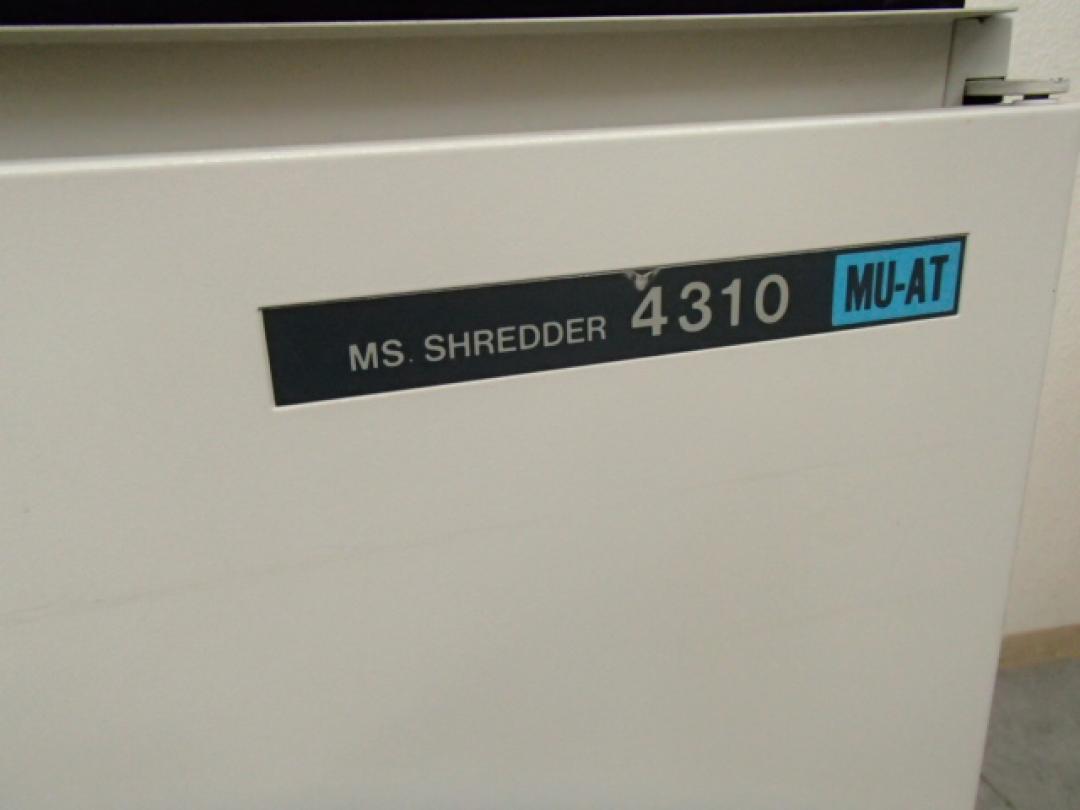 MS. SHREDDER 4310 MU-AT